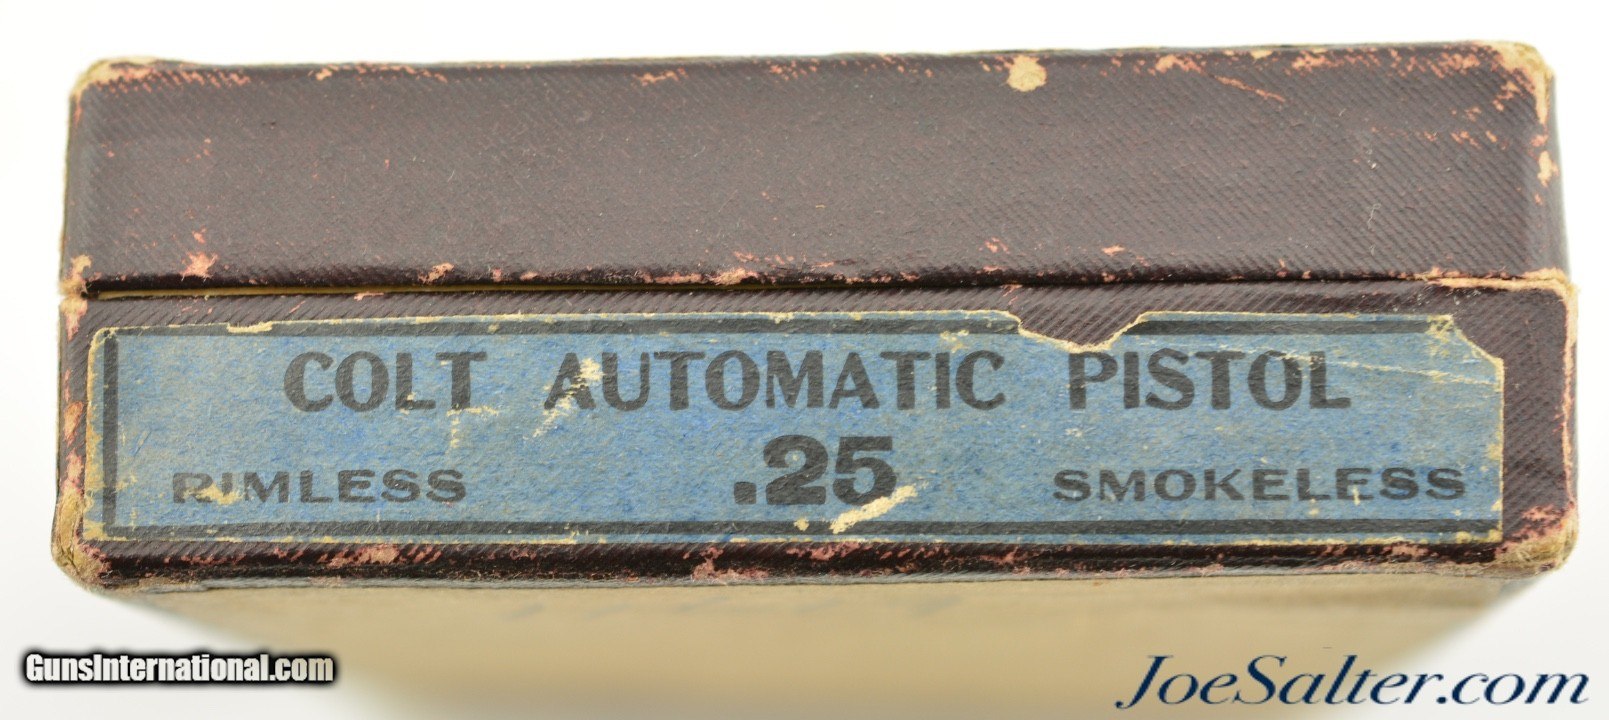 COLT AUTOMATIC PISTOL
RIMLESS .25 SMOKELESS
GunsInternational.com
JoeSalter.com